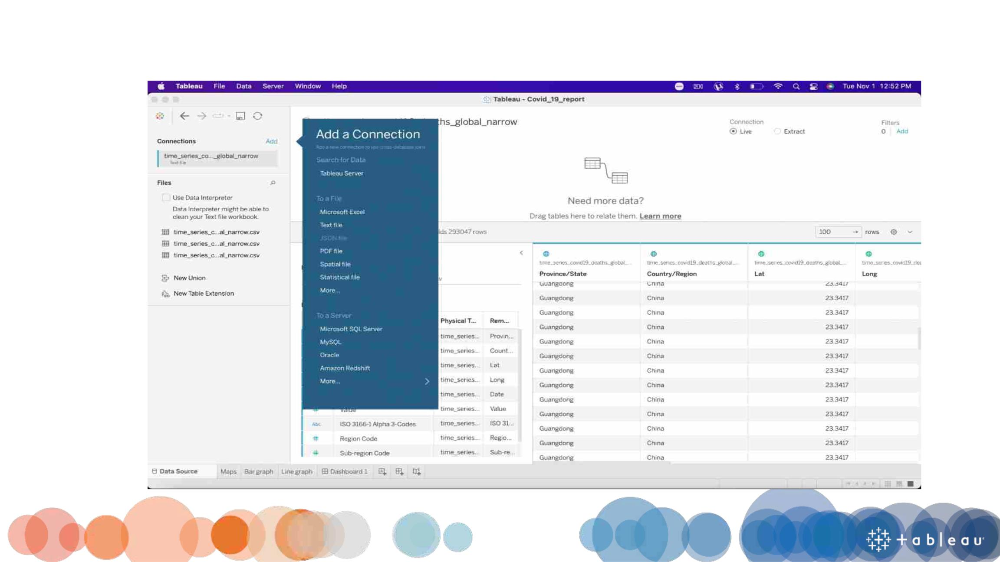 Tableau File Data Server Window Help Tue Nov 1 12:52 PM
Tableau - Covid_19_report
ths_global_narrow
Connection
Live Extract
Filters
0 Add
Connections Add
time_series_co..._global_narrow
Text file
Files
Use Data Interpreter
Data Interpreter might be able to
clean your Text file workbook.
time_series_c...al_narrow.csv
time_series_c...al_narrow.csv
time_series_c...al_narrow.csv
New Union
New Table Extension
Add a Connection
Add a new connection to use cross-database joins
Search for Data
Tableau Server
To a File
Microsoft Excel
Text file
JSON file
PDF file
Spatial file
Statistical file
More...
To a Server
Microsoft SQL Server
MySQL
Oracle
Amazon Redshift
More...
Need more data?
Drag tables here to relate them. Learn more
lds 293047 rows
100 rows
Physical T... Rem...
time_series... Provin...
time_series... Count...
time_series... Lat
time_series... Long
time_series... Date
# Value time_series... Value
Abc ISO 3166-1 Alpha 3-Codes time_series... ISO 31...
# Region Code time_series... Regio...
# Sub-region Code time_series... Sub-re...
time_series_covid19_deaths_global_... time_series_covid19_deaths_global_... time_series_covid19_deaths_global_... time_series_covid19_dea
Province/State Country/Region Lat Long
Guangdong China 23.3417
Guangdong China 23.3417
Guangdong China 23.3417
Guangdong China 23.3417
Guangdong China 23.3417
Guangdong China 23.3417
Guangdong China 23.3417
Guangdong China 23.3417
Guangdong China 23.3417
Guangdong China 23.3417
Guangdong China 23.3417
Guangdong China 23.3417
Guangdong China 23.3417
Data Source Maps Bar graph Line graph Dashboard 1
+ableau